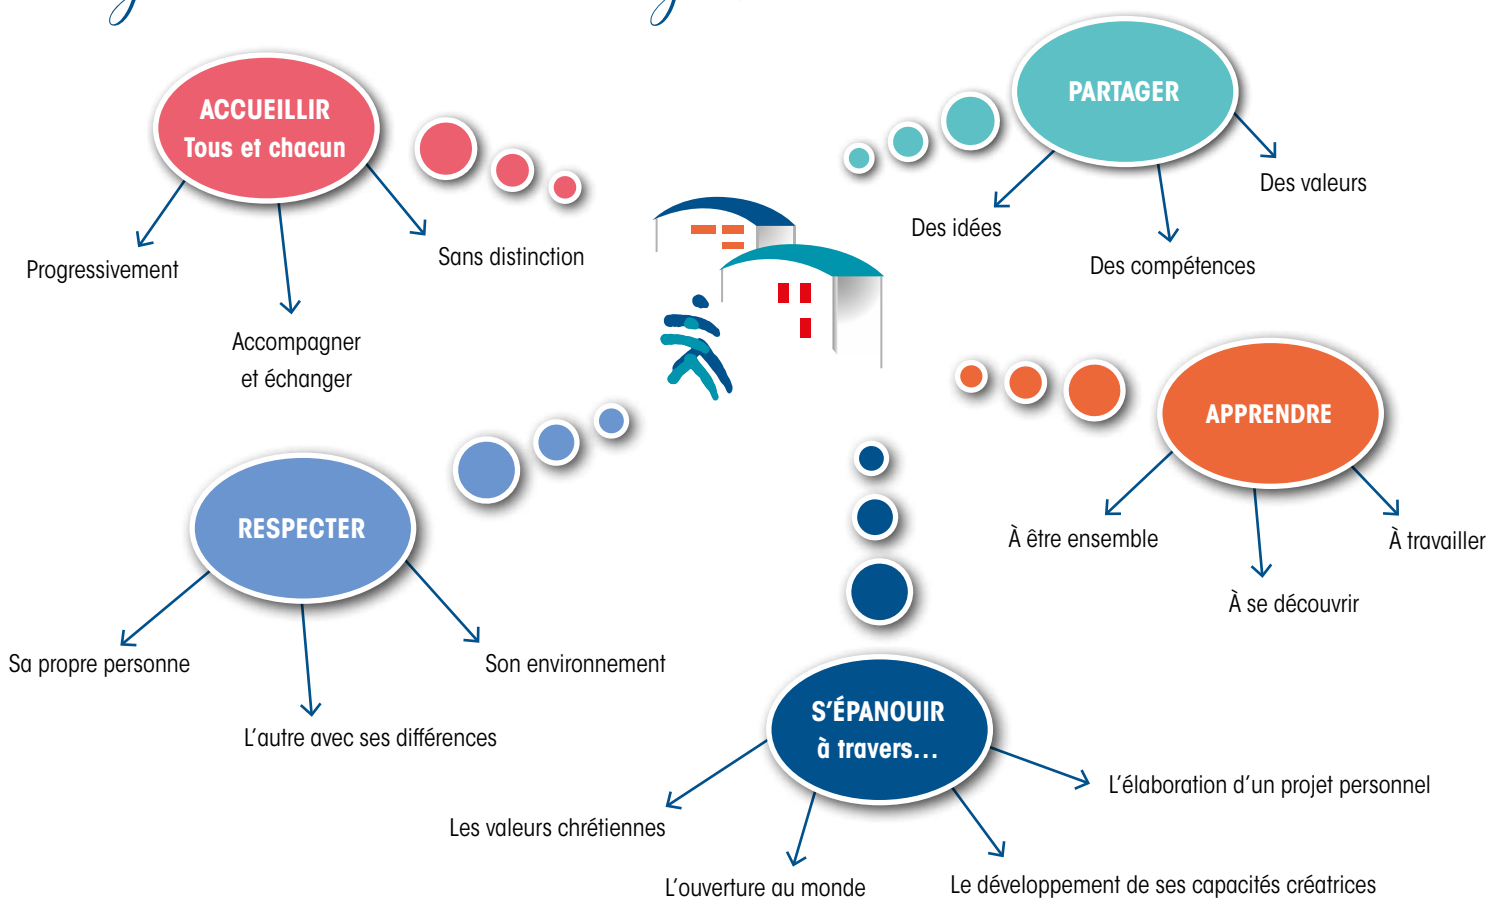 ACCUEILLIR
Tous et chacun
Progressivement
Accompagner
et échanger
Sans distinction
PARTAGER
Des idées
Des compétences
Des valeurs
APPRENDRE
À être ensemble
À se découvrir
À travailler
RESPECTER
Sa propre personne
L'autre avec ses différences
Son environnement
S'ÉPANOUIR
à travers...
Les valeurs chrétiennes
L'ouverture au monde
Le développement de ses capacités créatrices
L'élaboration d'un projet personnel